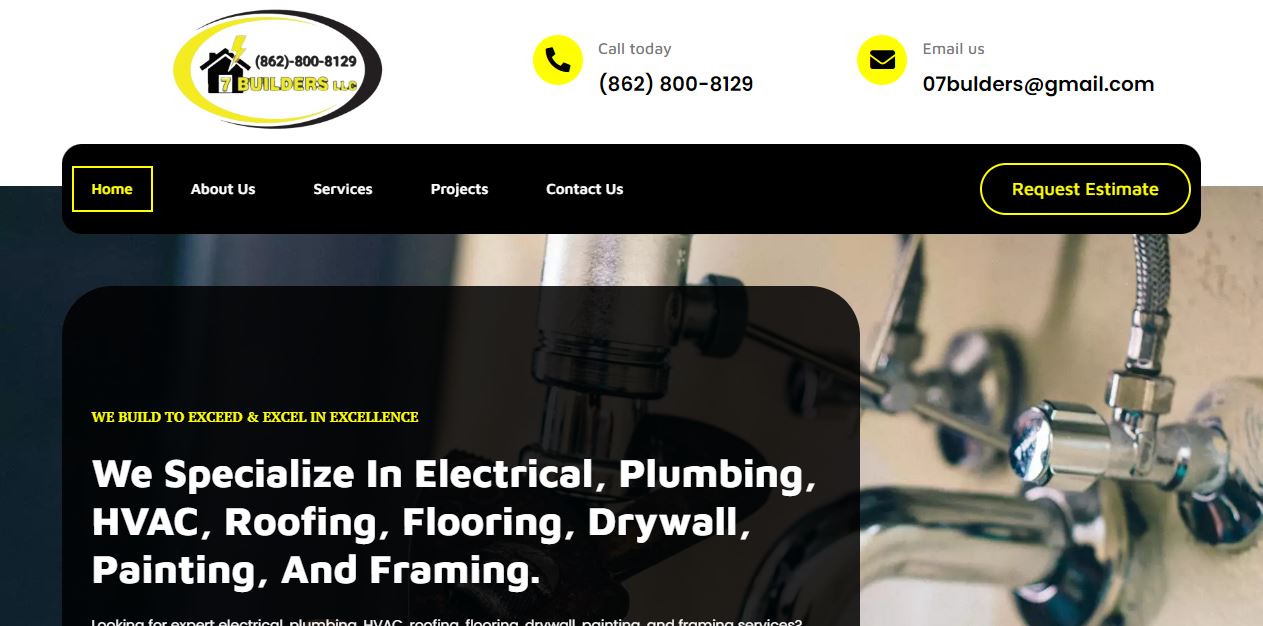 (862)-800-8129
7 BUILDERS LLC
Call today
(862) 800-8129
Email us
07bulders@gmail.com
Home
About Us
Services
Projects
Contact Us
Request Estimate
WE BUILD TO EXCEED & EXCEL IN EXCELLENCE
We Specialize In Electrical, Plumbing,
HVAC, Roofing, Flooring, Drywall,
Painting, And Framing.
Looking for expert electrical, plumbing, HVAC, roofing, flooring, drywall, painting, and framing services?